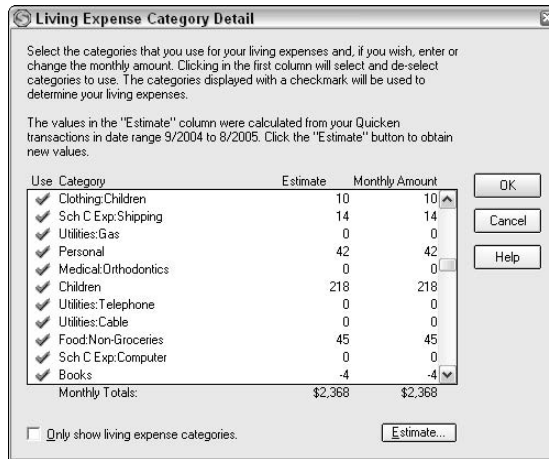 Living Expense Category Detail
Select the categories that you use for your living expenses and, if you wish, enter or
change the monthly amount. Clicking in the first column will select and de-select
categories to use. The categories displayed with a checkmark will be used to
determine your living expenses.
The values in the "Estimate" column were calculated from your Quicken
transactions in date range 9/2004 to 8/2005. Click the "Estimate" button to obtain
new values.
Use Category Estimate Monthly Amount
Clothing:Children 10 10
Sch C Exp:Shipping 14 14
Utilities:Gas 0 0
Personal 42 42
Medical:Orthodontics 0 0
Children 218 218
Utilities:Telephone 0 0
Utilities:Cable 0 0
Food:Non-Groceries 45 45
Sch C Exp:Computer 0 0
Books -4 -4
Monthly Totals: $2,368 $2,368
OK
Cancel
Help
Only show living expense categories.
Estimate...